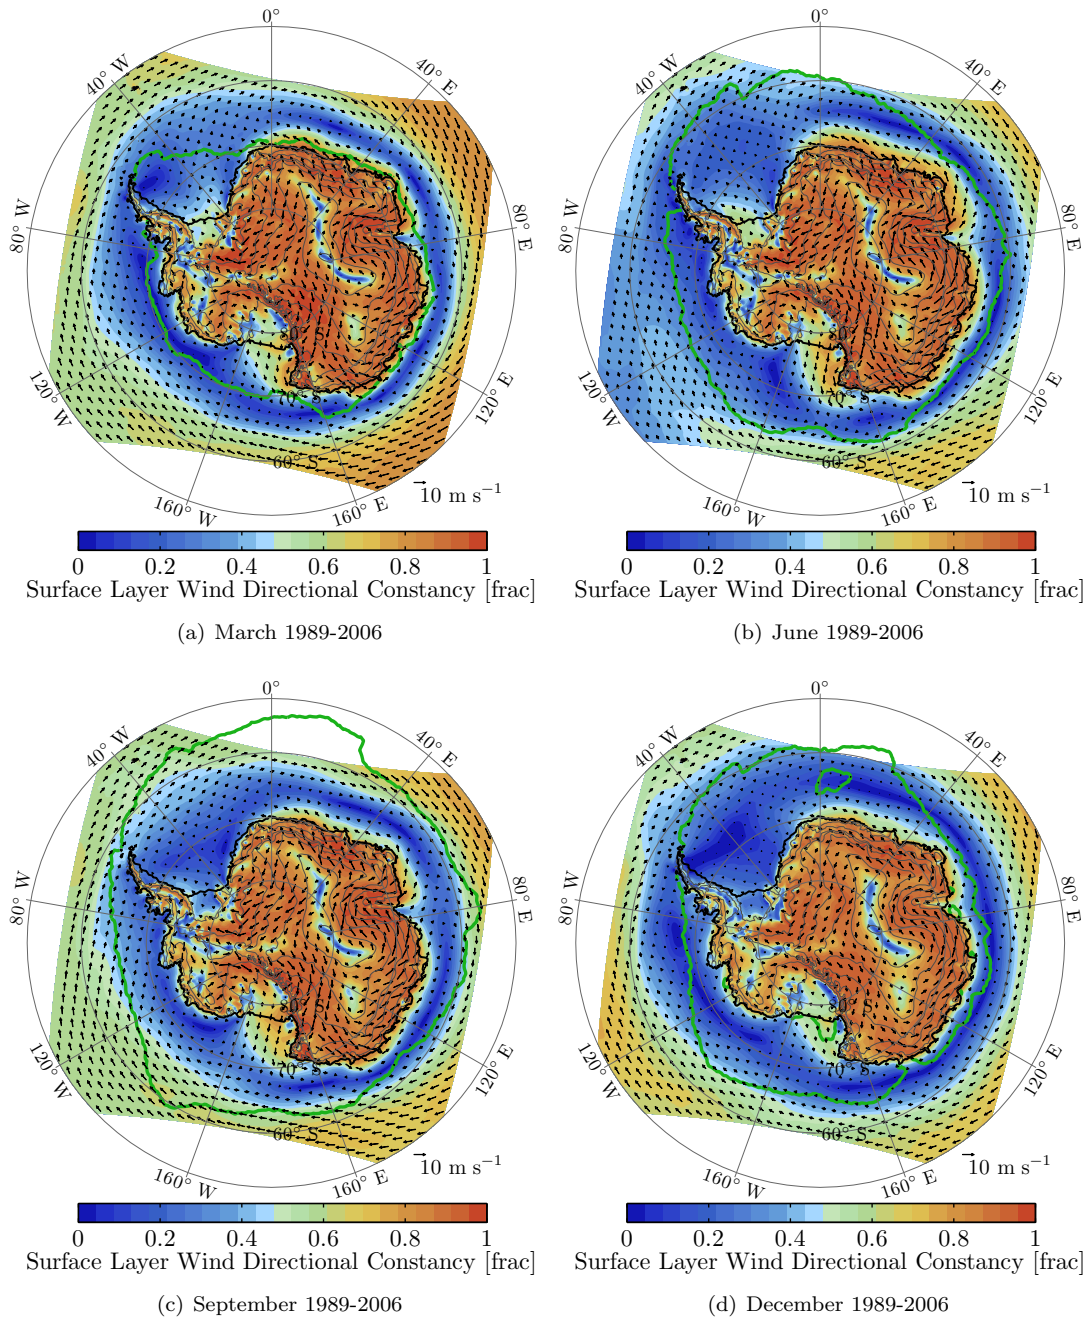 0°
40° W
40° E
80° W
80° E
80° S
70° S
60° S
120° W
120° E
160° W
160° E
10 m s−1
0 0.2 0.4 0.6 0.8 1
Surface Layer Wind Directional Constancy [frac]
(a) March 1989-2006
0°
40° W
40° E
80° W
80° E
80° S
70° S
60° S
120° W
120° E
160° W
160° E
10 m s−1
0 0.2 0.4 0.6 0.8 1
Surface Layer Wind Directional Constancy [frac]
(b) June 1989-2006
0°
40° W
40° E
80° W
80° E
80° S
70° S
60° S
120° W
120° E
160° W
160° E
10 m s−1
0 0.2 0.4 0.6 0.8 1
Surface Layer Wind Directional Constancy [frac]
(c) September 1989-2006
0°
40° W
40° E
80° W
80° E
80° S
70° S
60° S
120° W
120° E
160° W
160° E
10 m s−1
0 0.2 0.4 0.6 0.8 1
Surface Layer Wind Directional Constancy [frac]
(d) December 1989-2006